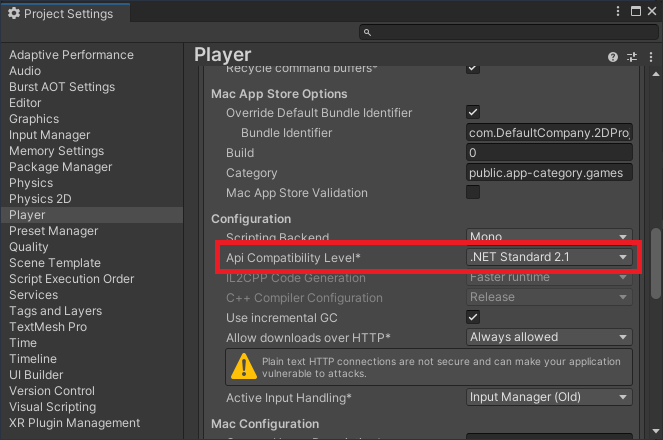 Project Settings
Adaptive Performance
Audio
Burst AOT Settings
Editor
Graphics
Input Manager
Memory Settings
Package Manager
Physics
Physics 2D
Player
Preset Manager
Quality
Scene Template
Script Execution Order
Services
Tags and Layers
TextMesh Pro
Time
Timeline
UI Builder
Version Control
Visual Scripting
XR Plugin Management
Player
Recycle command buffers*
Mac App Store Options
Override Default Bundle Identifier
Bundle Identifier com.DefaultCompany.2DProj
Build 0
Category public.app-category.games
Mac App Store Validation
Configuration
Scripting Backend Mono
Api Compatibility Level* .NET Standard 2.1
IL2CPP Code Generation Faster runtime
C++ Compiler Configuration Release
Use incremental GC
Allow downloads over HTTP* Always allowed
Plain text HTTP connections are not secure and can make your application
vulnerable to attacks.
Active Input Handling* Input Manager (Old)
Mac Configuration